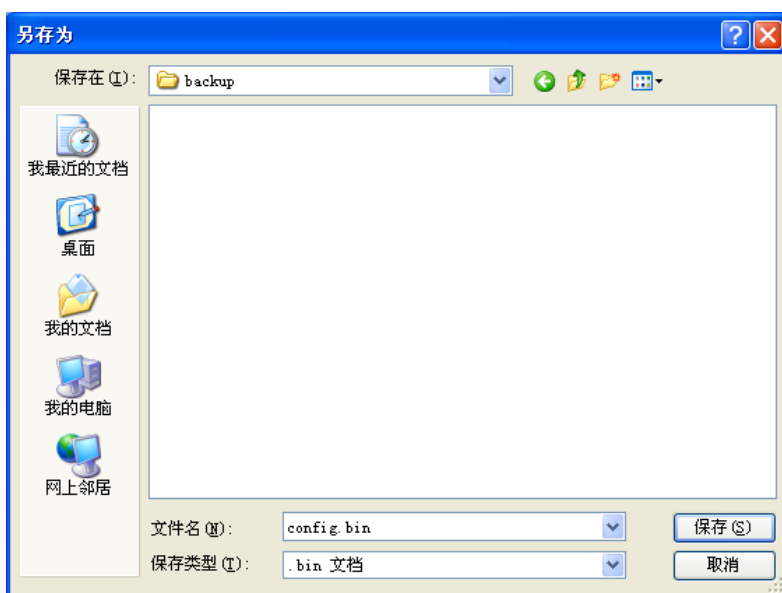 另存为
保存在(I):
backup
我最近的文档
桌面
我的文档
我的电脑
网上邻居
文件名(N):
config.bin
保存(S)
保存类型(T):
.bin 文档
取消